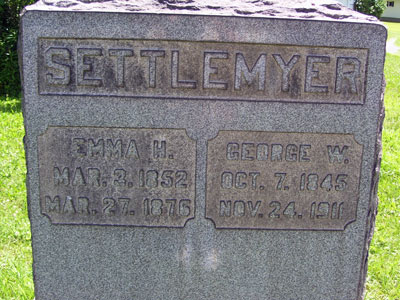 SETTLEMYER
EMMA H.
MAR. 3, 1852
MAR. 27, 1876
GEORGE W.
OCT. 7, 1845
NOV. 24, 1911